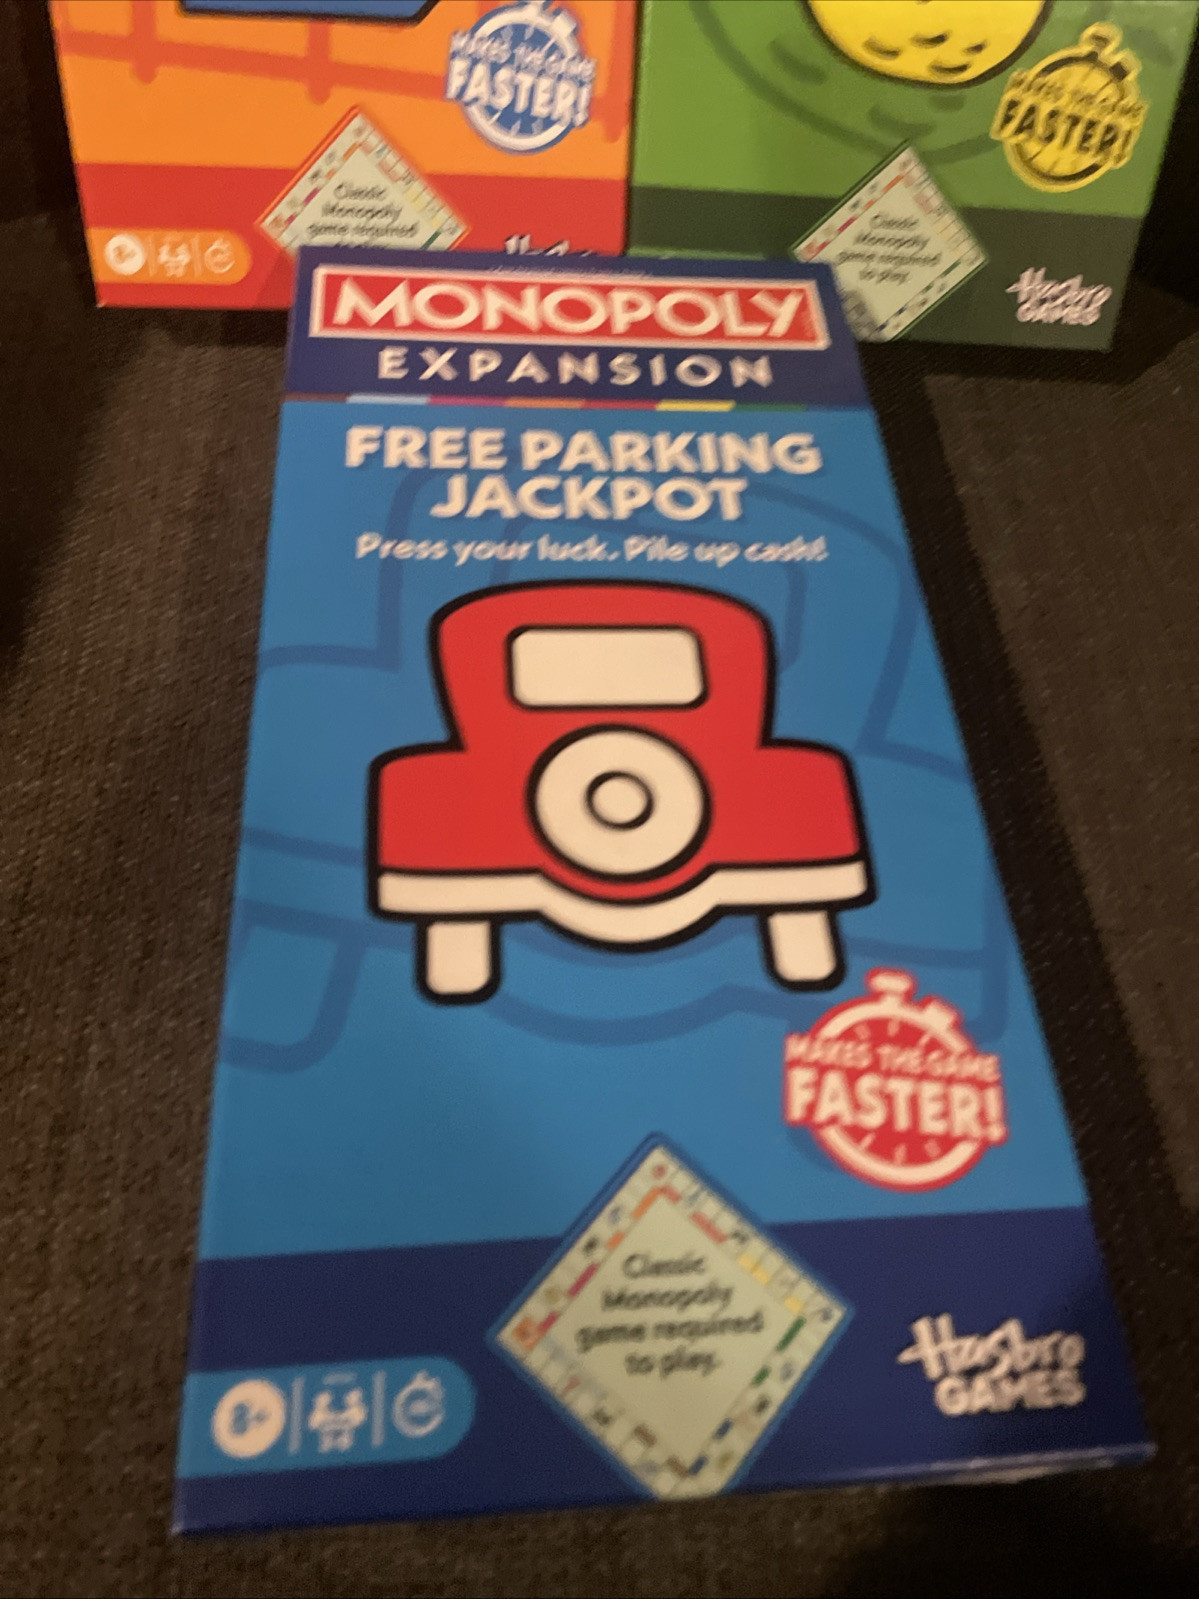 MAKES THE GAME
FASTER!
Classic
Monopoly
game required
8+
MAKES THE GAME
FASTER!
Classic
Monopoly
game required
to play.
Hasbro
GAMES
MONOPOLY
EXPANSION
FREE PARKING
JACKPOT
Press your luck. Pile up cash!
MAKES THE GAME
FASTER!
Classic
Monopoly
game required
to play.
8+
Hasbro
GAMES